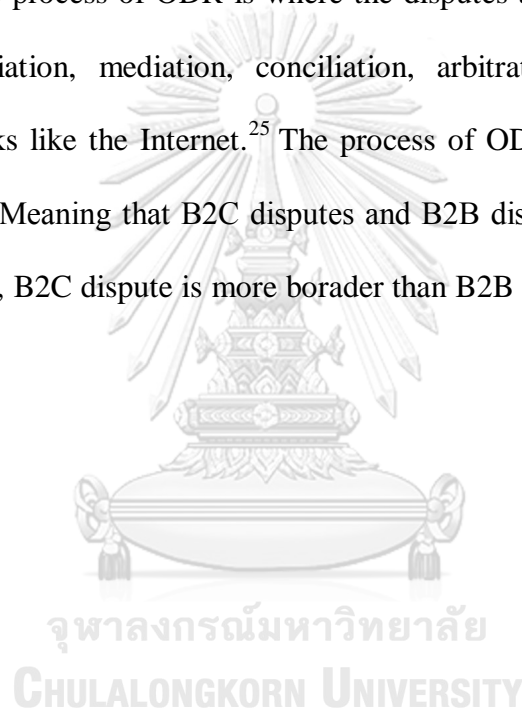 process of ODR is where the disputes
mediation, conciliation, arbitrat
ks like the Internet.25 The process of OD
Meaning that B2C disputes and B2B dis
, B2C dispute is more borader than B2B
จุฬาลงกรณ์มหาวิทยาลัย
CHULALONGKORN UNIVERSITY